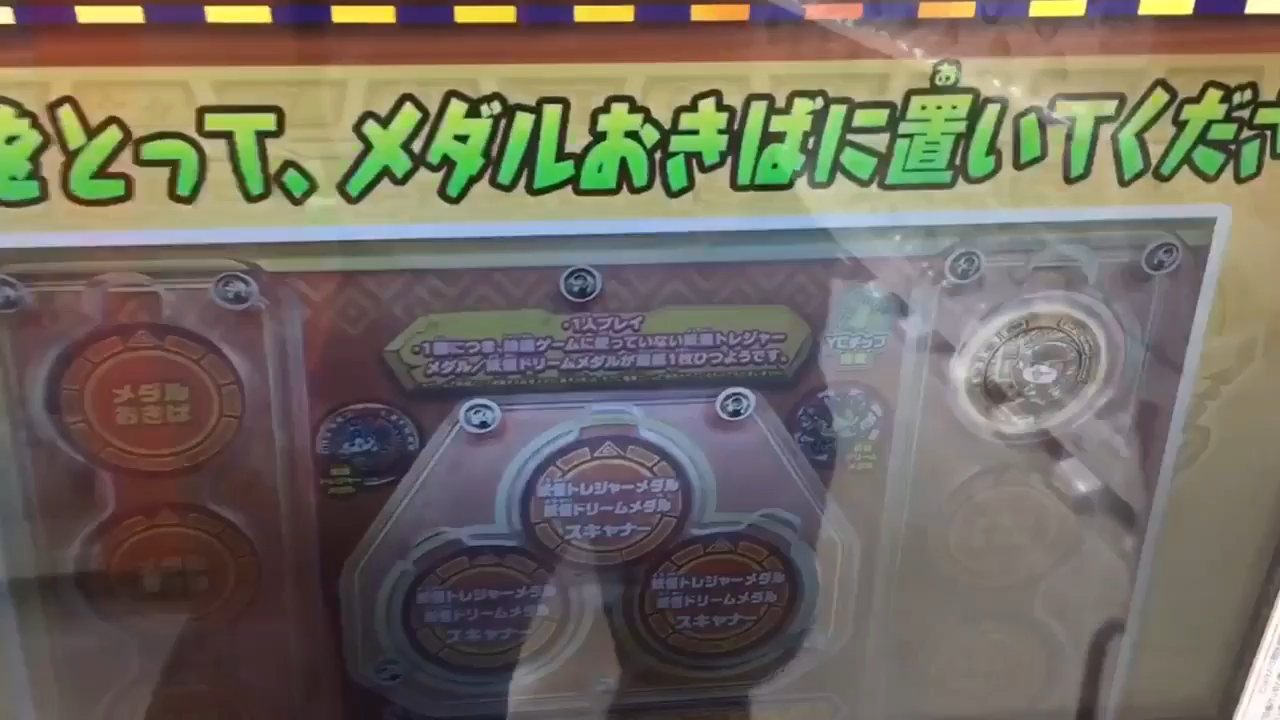 をとって、メダルおきばに置いてくださ
お
・1人プレイ
・1回につき、ゲームに使っていない妖怪トレジャー
メダル/妖怪ドリームメダルが1枚ひつようです。
YCチップ
メダル
おきば
妖怪トレジャーメダル
妖怪ドリームメダル
スキャナー
妖怪トレジャーメダル
妖怪ドリームメダル
スキャナー
妖怪トレジャーメダル
妖怪ドリームメダル
スキャナー